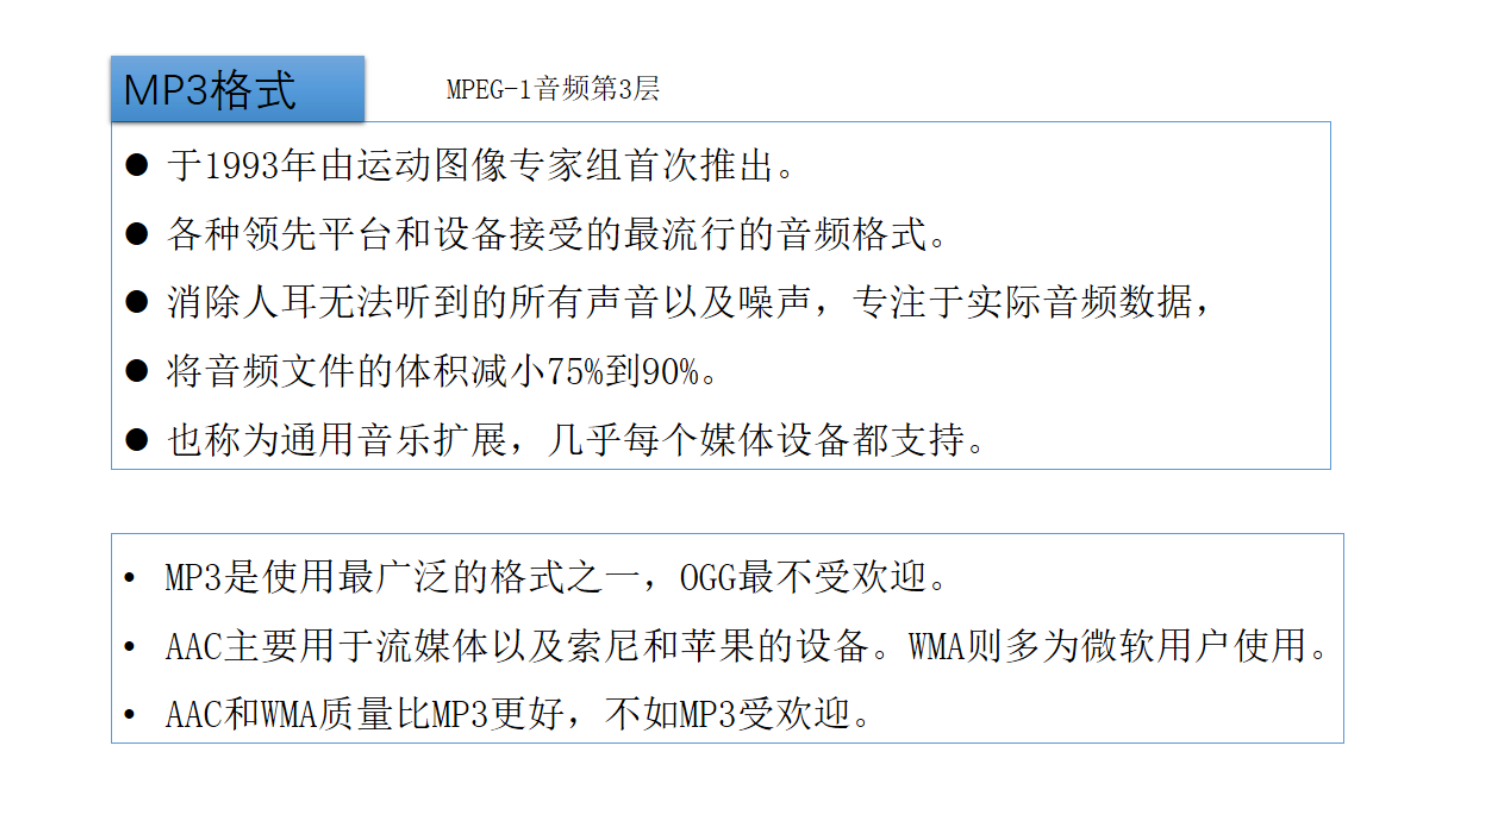 MP3格式
MPEG-1音频第3层
● 于1993年由运动图像专家组首次推出。
● 各种领先平台和设备接受的最流行的音频格式。
● 消除人耳无法听到的所有声音以及噪声，专注于实际音频数据，
● 将音频文件的体积减小75%到90%。
● 也称为通用音乐扩展，几乎每个媒体设备都支持。
• MP3是使用最广泛的格式之一，OGG最不受欢迎。
• AAC主要用于流媒体以及索尼和苹果的设备。WMA则多为微软用户使用。
• AAC和WMA质量比MP3更好，不如MP3受欢迎。